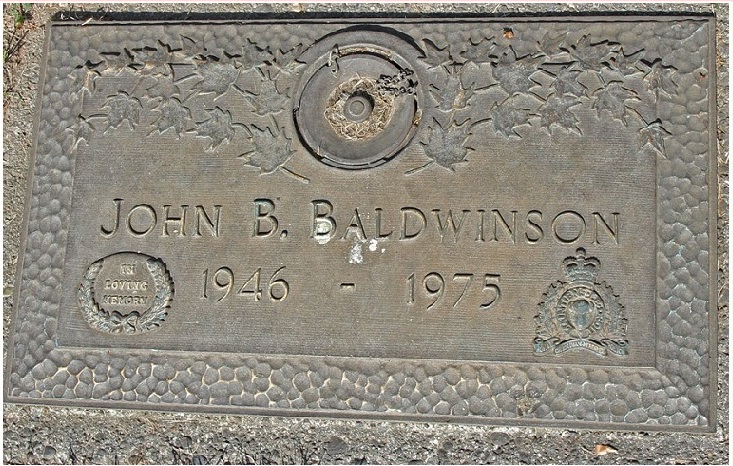 JOHN B. BALDWINSON
IN
LOVING
MEMORY
1946 - 1975